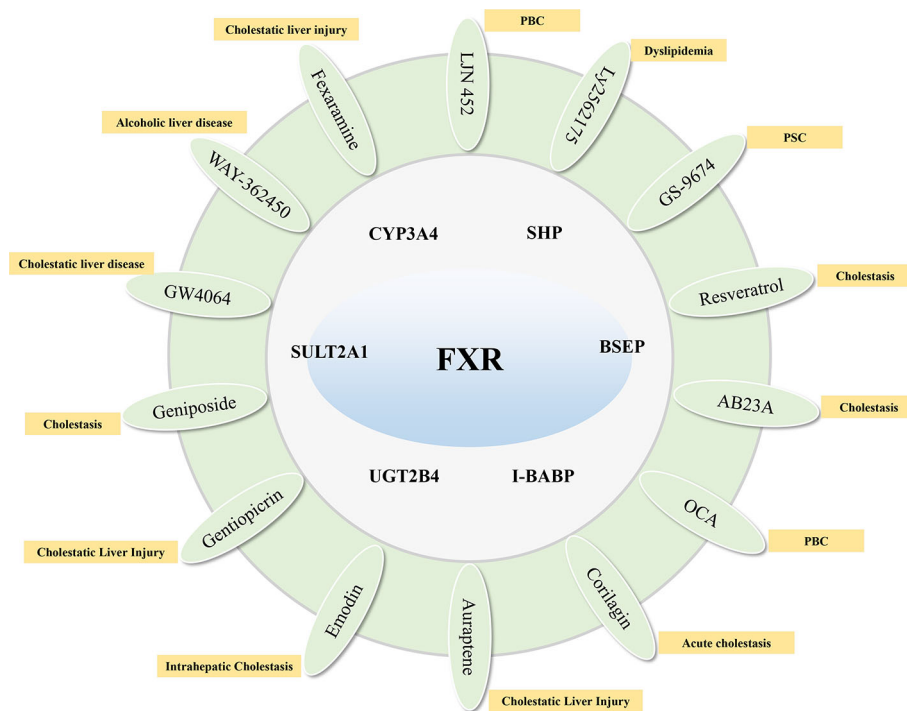 PBC
Cholestatic liver injury
Dyslipidemia
LJN 452
Fexaramine
Ly2562175
Alcoholic liver disease
PSC
WAY-362450
GS-9674
CYP3A4
SHP
Cholestatic liver disease
Cholestasis
GW4064
Resveratrol
SULT2A1
FXR
BSEP
Geniposide
AB23A
Cholestasis
Cholestasis
UGT2B4
I-BABP
Gentiopicrin
OCA
Cholestatic Liver Injury
PBC
Emodin
Auraptene
Corilagin
Acute cholestasis
Intrahepatic Cholestasis
Cholestatic Liver Injury